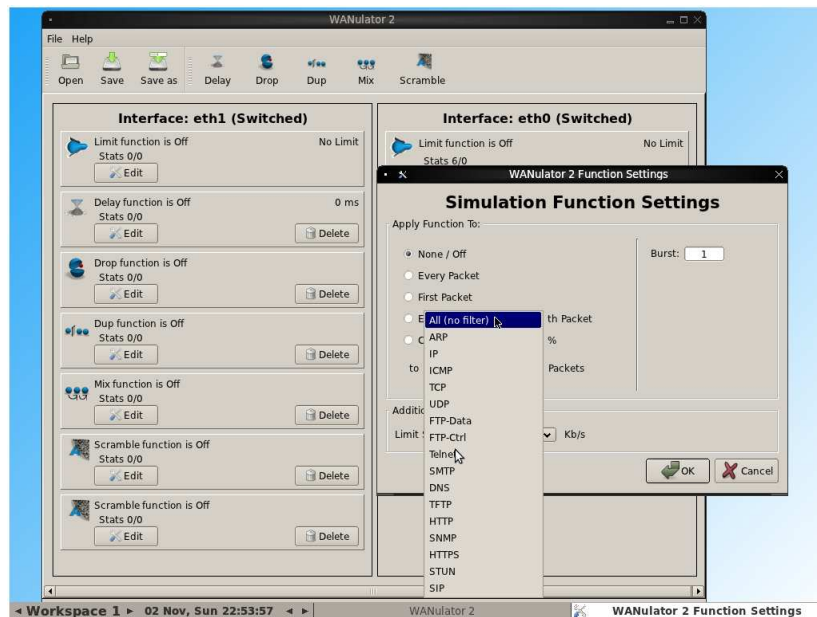 WANulator 2
File Help
Open Save Save as Delay Drop Dup Mix Scramble
Interface: eth1 (Switched)
Limit function is Off No Limit
Stats 0/0
Edit
Delay function is Off 0 ms
Stats 0/0
Edit Delete
Drop function is Off
Stats 0/0
Edit Delete
Dup function is Off
Stats 0/0
Edit Delete
Mix function is Off
Stats 0/0
Edit Delete
Scramble function is Off
Stats 0/0
Edit Delete
Scramble function is Off
Stats 0/0
Edit Delete
Interface: eth0 (Switched)
Limit function is Off No Limit
Stats 6/0
WANulator 2 Function Settings
Simulation Function Settings
Apply Function To:
None / Off
Every Packet
First Packet
th Packet
%
to Packets
Burst: 1
Limit
Kb/s
OK Cancel
All (no filter)
ARP
IP
ICMP
TCP
UDP
FTP-Data
FTP-Ctrl
Telnet
SMTP
DNS
TFTP
HTTP
SNMP
HTTPS
STUN
SIP
Workspace 1 02 Nov, Sun 22:53:57 WANulator 2 WANulator 2 Function Settings